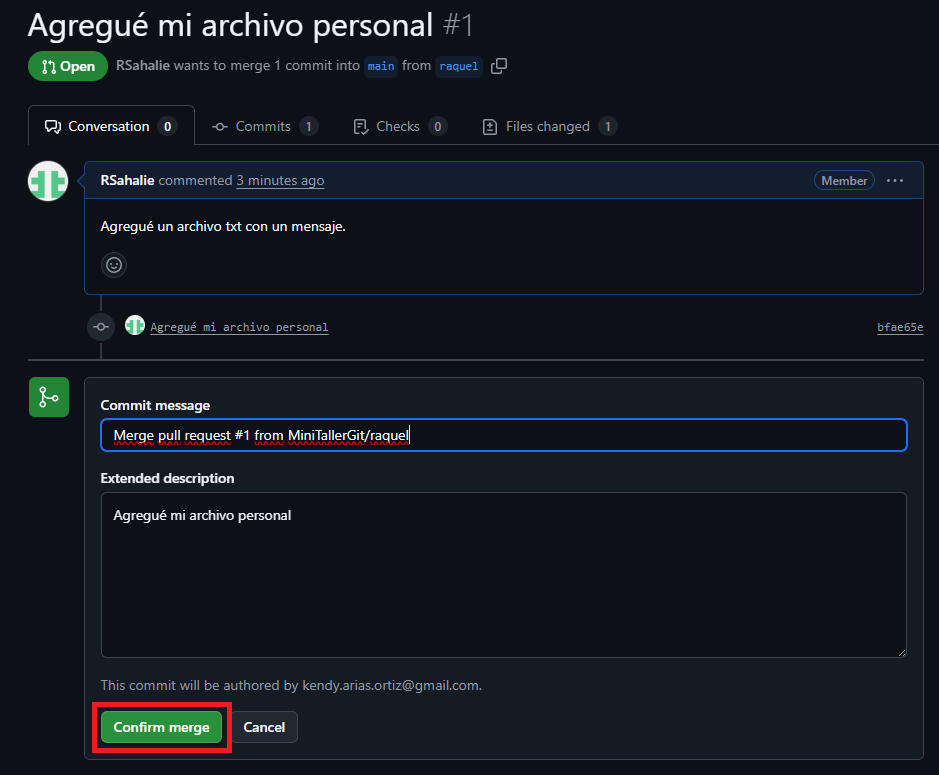 Agregué mi archivo personal #1
Open RSahalie wants to merge 1 commit into main from raquel
Conversation 0 Commits 1 Checks 0 Files changed 1
RSahalie commented 3 minutes ago Member
Agregué un archivo txt con un mensaje.
Agregué mi archivo personal bfae65e
Commit message
Merge pull request #1 from MiniTallerGit/raquel
Extended description
Agregué mi archivo personal
This commit will be authored by kendy.arias.ortiz@gmail.com.
Confirm merge Cancel